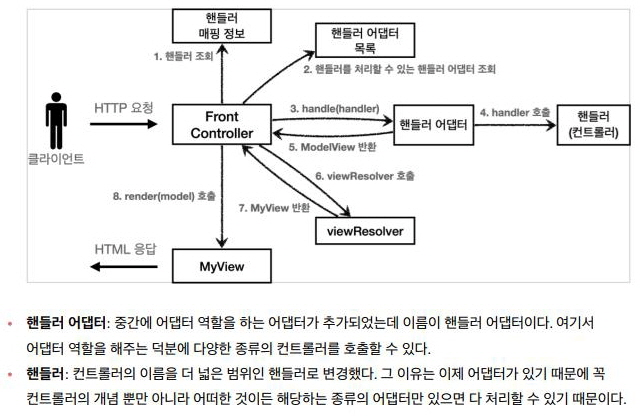 핸들러
매핑 정보
핸들러 어댑터
목록
1. 핸들러 조회
2. 핸들러를 처리할 수 있는 핸들러 어댑터 조회
HTTP 요청
Front
Controller
3. handle(handler)
핸들러 어댑터
4. handler 호출
핸들러
(컨트롤러)
클라이언트
5. ModelView 반환
6. viewResolver 호출
8. render(model) 호출
7. MyView 반환
viewResolver
HTML 응답
MyView
• 핸들러 어댑터: 중간에 어댑터 역할을 하는 어댑터가 추가되었는데 이름이 핸들러 어댑터이다. 여기서
어댑터 역할을 해주는 덕분에 다양한 종류의 컨트롤러를 호출할 수 있다.
• 핸들러: 컨트롤러의 이름을 더 넓은 범위인 핸들러로 변경했다. 그 이유는 이제 어댑터가 있기 때문에 꼭
컨트롤러의 개념 뿐만 아니라 어떠한 것이든 해당하는 종류의 어댑터만 있으면 다 처리할 수 있기 때문이다.